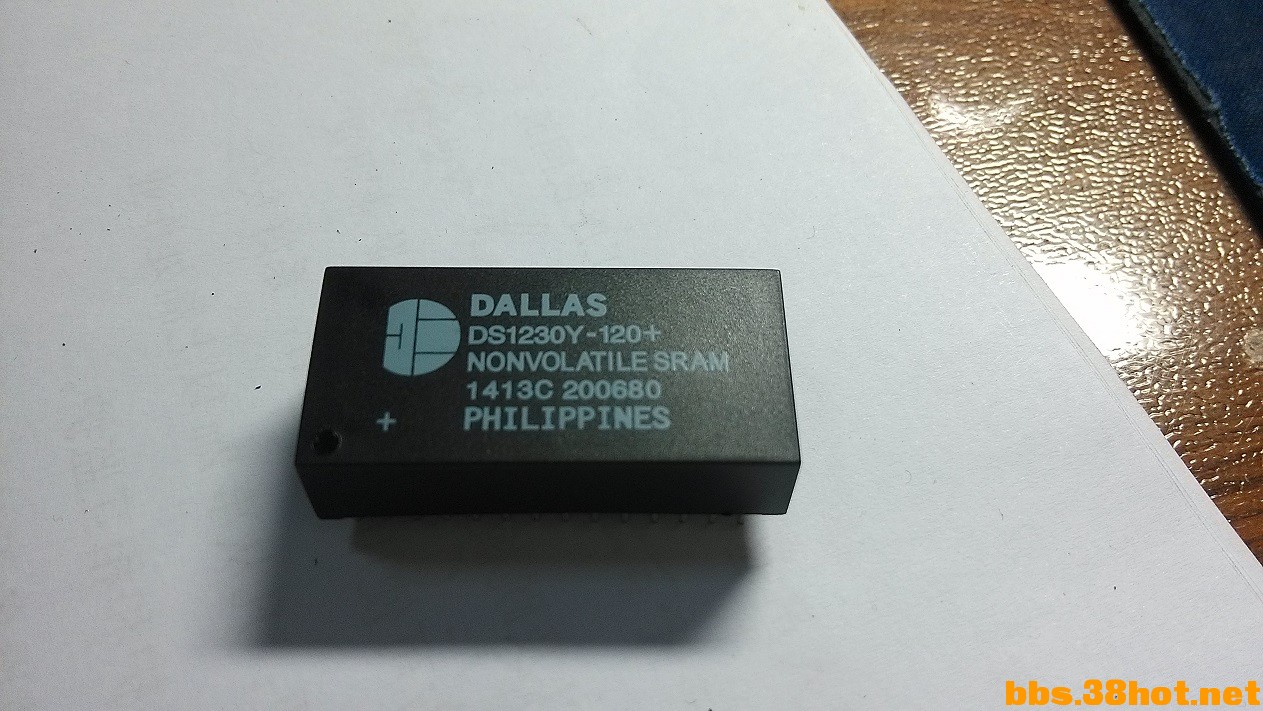 DALLAS
DS1230Y-120+
NONVOLATILE SRAM
1413C 200680
+ PHILIPPINES
bbs.38hot.net